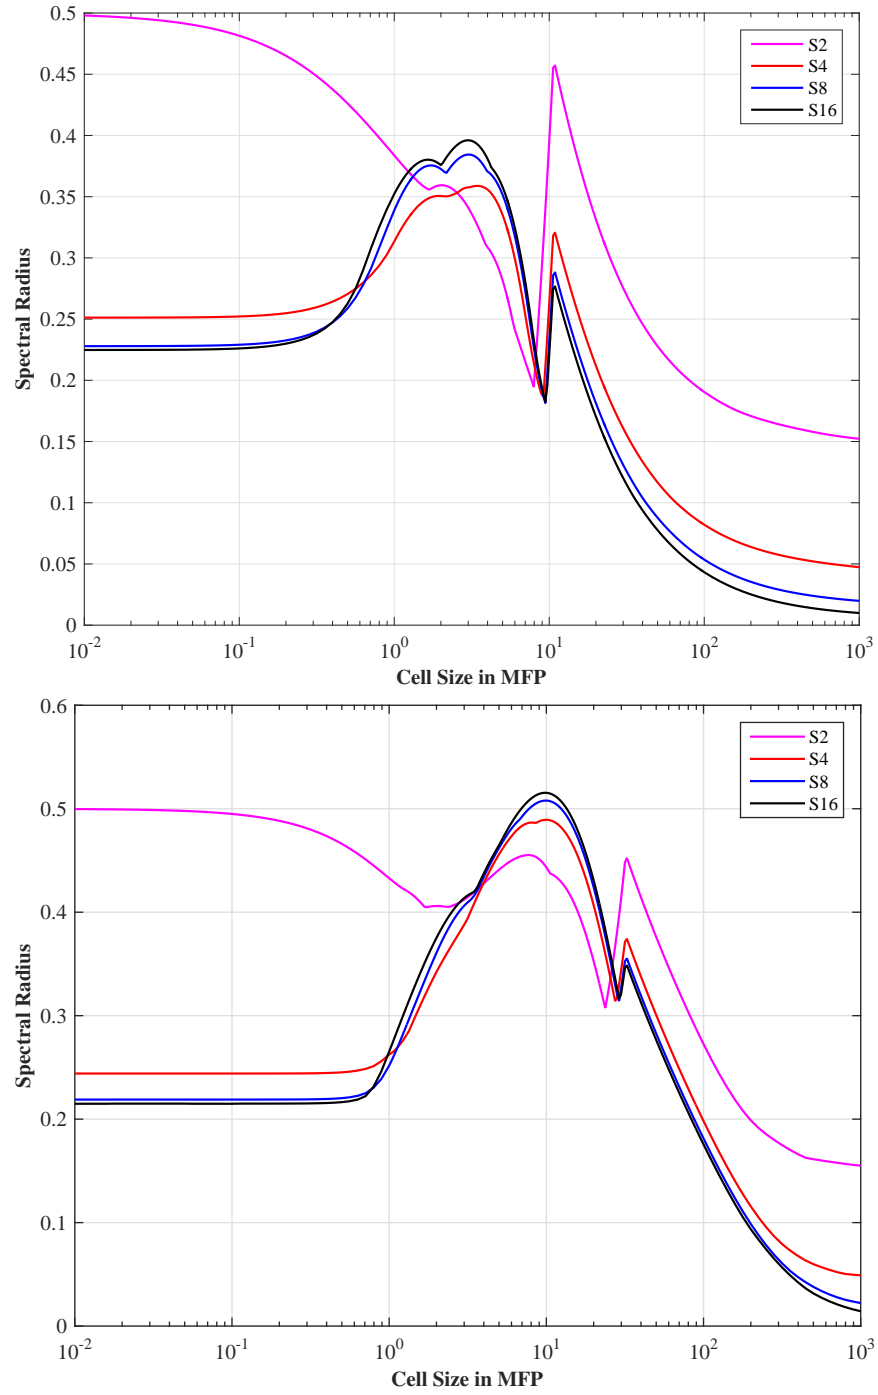 0.5
S2
S4
S8
S16
0.45
0.4
0.35
0.3
0.25
0.2
0.15
0.1
0.05
0
Spectral Radius
10^-2
10^-1
10^0
10^1
10^2
10^3
Cell Size in MFP
0.6
S2
S4
S8
S16
0.5
0.4
0.3
0.2
0.1
0
Spectral Radius
10^-2
10^-1
10^0
10^1
10^2
10^3
Cell Size in MFP